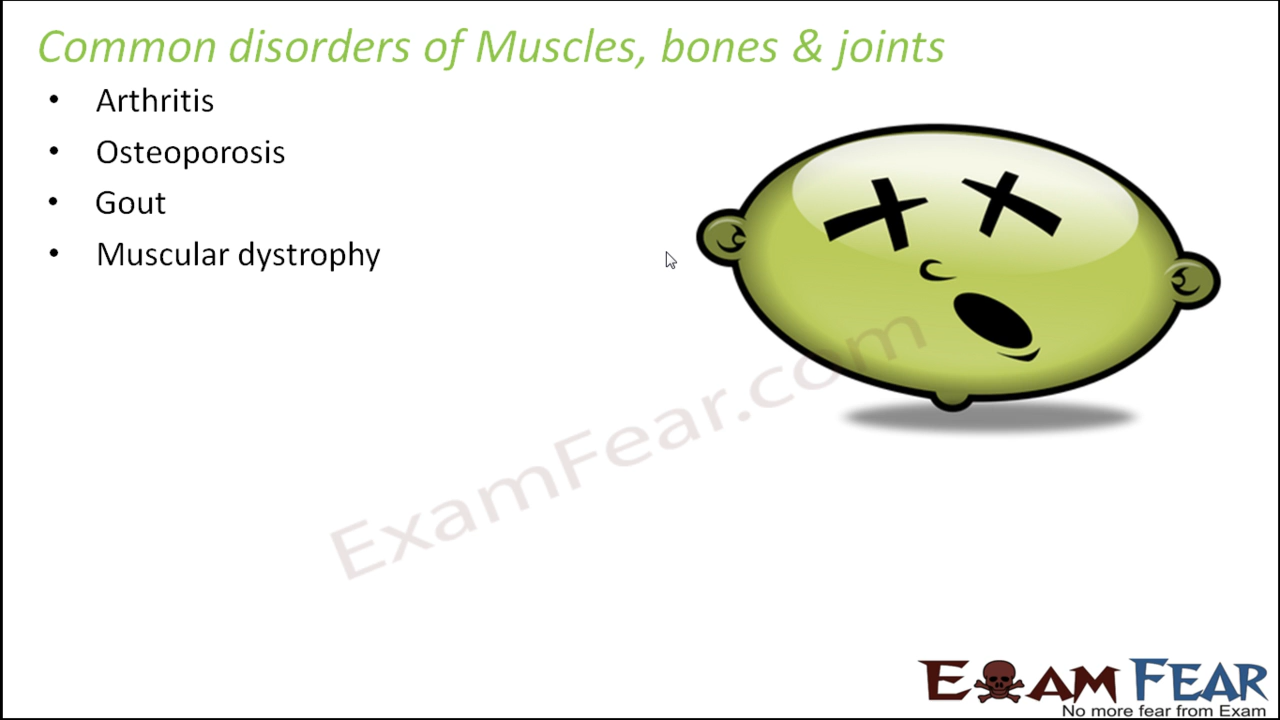 Common disorders of Muscles, bones & joints
• Arthritis
• Osteoporosis
• Gout
• Muscular dystrophy
ExamFear.com
EXAM FEAR
No more fear from Exam